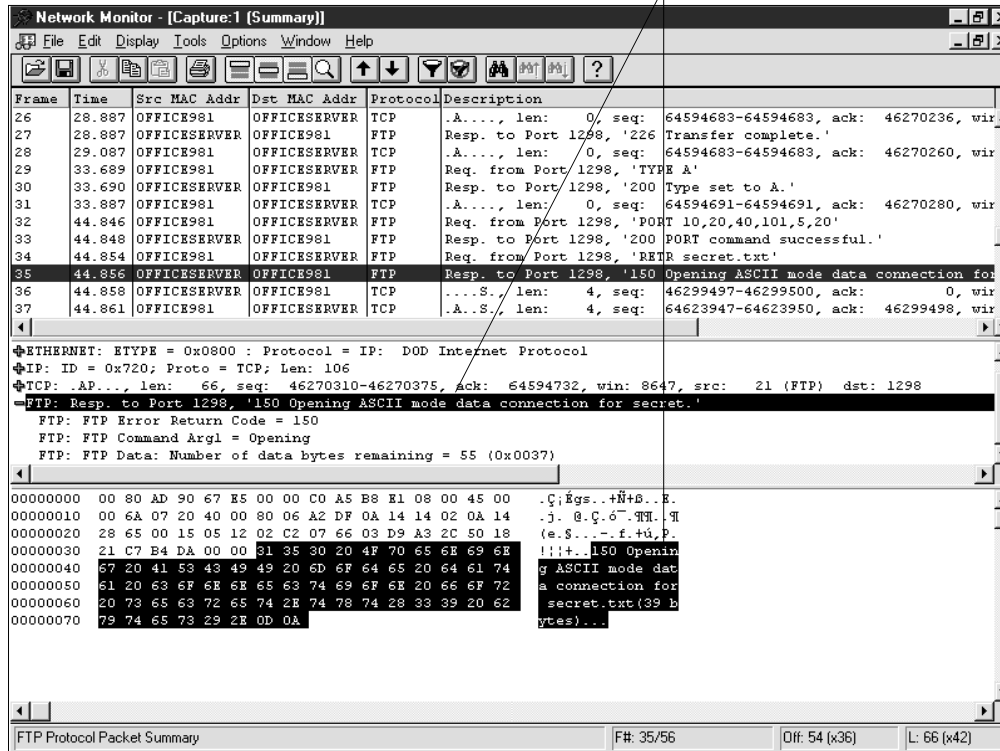 Network Monitor - [Capture:1 (Summary)]
File Edit Display Tools Options Window Help
Frame Time Src MAC Addr Dst MAC Addr Protocol Description
26 28.887 OFFICE981 OFFICESERVER TCP .A...., len: 0, seq: 64594683-64594683, ack: 46270236, win
27 28.887 OFFICESERVER OFFICE981 FTP Resp. to Port 1298, '226 Transfer complete.'
28 29.087 OFFICE981 OFFICESERVER TCP .A...., len: 0, seq: 64594683-64594683, ack: 46270260, win
29 33.689 OFFICE981 OFFICESERVER FTP Req. from Port 1298, 'TYPE A'
30 33.690 OFFICESERVER OFFICE981 FTP Resp. to Port 1298, '200 Type set to A.'
31 33.887 OFFICE981 OFFICESERVER TCP .A...., len: 0, seq: 64594691-64594691, ack: 46270280, win
32 44.846 OFFICE981 OFFICESERVER FTP Req. from Port 1298, 'PORT 10,20,40,101,5,20'
33 44.848 OFFICESERVER OFFICE981 FTP Resp. to Port 1298, '200 PORT command successful.'
34 44.854 OFFICE981 OFFICESERVER FTP Req. from Port 1298, 'RETR secret.txt'
35 44.856 OFFICESERVER OFFICE981 FTP Resp. to Port 1298, '150 Opening ASCII mode data connection for
36 44.858 OFFICESERVER OFFICE981 TCP ....S., len: 4, seq: 46299497-46299500, ack: 0, win
37 44.861 OFFICE981 OFFICESERVER TCP .A..S., len: 4, seq: 64623947-64623950, ack: 46299498, win
ETHERNET: ETYPE = 0x0800 : Protocol = IP: DOD Internet Protocol
IP: ID = 0x720; Proto = TCP; Len: 106
TCP: .AP..., len: 66, seq: 46270310-46270375, ack: 64594732, win: 8647, src: 21 (FTP) dst: 1298
FTP: Resp. to Port 1298, '150 Opening ASCII mode data connection for secret.'
FTP: FTP Error Return Code = 150
FTP: FTP Command Arg1 = Opening
FTP: FTP Data: Number of data bytes remaining = 55 (0x0037)
00000000 00 80 AD 90 67 E5 00 00 C0 A5 B8 E1 08 00 45 00 .Ç¡Égs..+Ñ+ß..E.
00000010 00 6A 07 20 40 00 80 06 A2 DF 0A 14 14 02 0A 14 .j. @.Ç.ó¯.¶¶..¶
00000020 28 65 00 15 05 12 02 C2 07 66 03 D9 A3 2C 50 18 (e.§...-.f.+ú,P.
00000030 21 C7 B4 DA 00 00 31 35 30 20 4F 70 65 6E 69 6E !¦¦+..150 Openin
00000040 67 20 41 53 43 49 49 20 6D 6F 64 65 20 64 61 74 g ASCII mode dat
00000050 61 20 63 6F 6E 6E 65 63 74 69 6F 6E 20 66 6F 72 a connection for
00000060 20 73 65 63 72 65 74 2E 74 78 74 28 33 39 20 62 secret.txt(39 b
00000070 79 74 65 73 29 2E 0D 0A ytes)...
FTP Protocol Packet Summary F#: 35/56 Off: 54 (x36) L: 66 (x42)